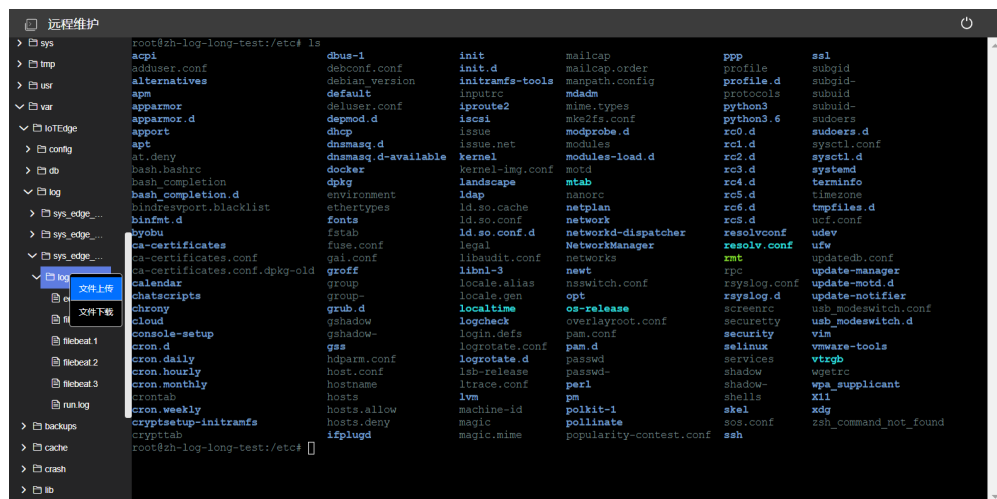 远程维护
sys
tmp
usr
var
IoTEdge
config
db
log
sys_edge_...
sys_edge_...
sys_edge_...
log
文件上传
文件下载
filebeat.1
filebeat.2
filebeat.3
run.log
backups
cache
crash
lib
root@zh-log-long-test:/etc# ls
acpi dbus-1 init mailcap ppp ssl
adduser.conf debconf.conf init.d mailcap.order profile subgid
alternatives debian_version initramfs-tools manpath.config profile.d subgid-
apm default inputrc mdadm protocols subuid
apparmor deluser.conf iproute2 mime.types python3 subuid-
apparmor.d depmod.d iscsi mke2fs.conf python3.6 sudoers
apport dhcp issue modprobe.d rc0.d sudoers.d
apt dnsmasq.d issue.net modules rc1.d sysctl.conf
at.deny dnsmasq.d-available kernel modules-load.d rc2.d sysctl.d
bash.bashrc docker kernel-img.conf motd rc3.d systemd
bash_completion dpkg landscape mtab rc4.d terminfo
bash_completion.d environment ldap nanorc rc5.d timezone
bindresvport.blacklist ethertypes ld.so.cache netplan rc6.d tmpfiles.d
binfmt.d fonts ld.so.conf network rcS.d ucf.conf
byobu fstab ld.so.conf.d networkd-dispatcher resolvconf udev
ca-certificates fuse.conf legal NetworkManager resolv.conf ufw
ca-certificates.conf gai.conf libaudit.conf networks rmt updatedb.conf
ca-certificates.conf.dpkg-old groff libnl-3 newt rpc update-manager
calendar group locale.alias nsswitch.conf rsyslog.conf update-motd.d
chatscripts group- locale.gen opt rsyslog.d update-notifier
chrony grub.d localtime os-release screenrc usb_modeswitch.conf
cloud gshadow logcheck overlayroot.conf securetty usb_modeswitch.d
console-setup gshadow- login.defs pam.conf security vim
cron.d gss logrotate.conf pam.d selinux vmware-tools
cron.daily hdparm.conf logrotate.d passwd services vtrgb
cron.hourly host.conf lsb-release passwd- shadow wgetrc
cron.monthly hostname ltrace.conf perl shadow- wpa_supplicant
crontab hosts lvm pm shells X11
cron.weekly hosts.allow machine-id polkit-1 skel xdg
cryptsetup-initramfs hosts.deny magic pollinate sos.conf zsh_command_not_found
crypttab ifplugd magic.mime popularity-contest.conf ssh
root@zh-log-long-test:/etc#